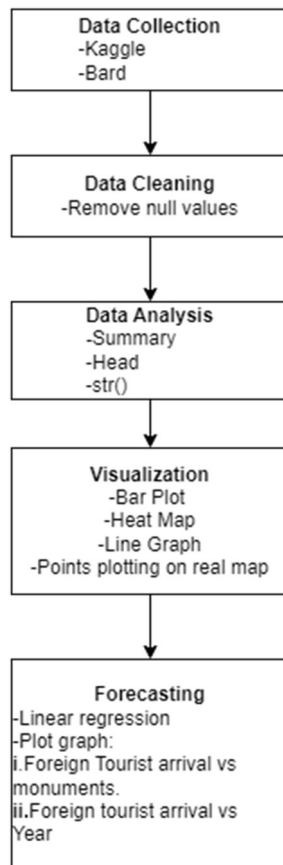 Data Collection
-Kaggle
-Bard
Data Cleaning
-Remove null values
Data Analysis
-Summary
-Head
-str()
Visualization
-Bar Plot
-Heat Map
-Line Graph
-Points plotting on real map
Forecasting
-Linear regression
-Plot graph:
i.Foreign Tourist arrival vs
monuments.
ii.Foreign tourist arrival vs
Year